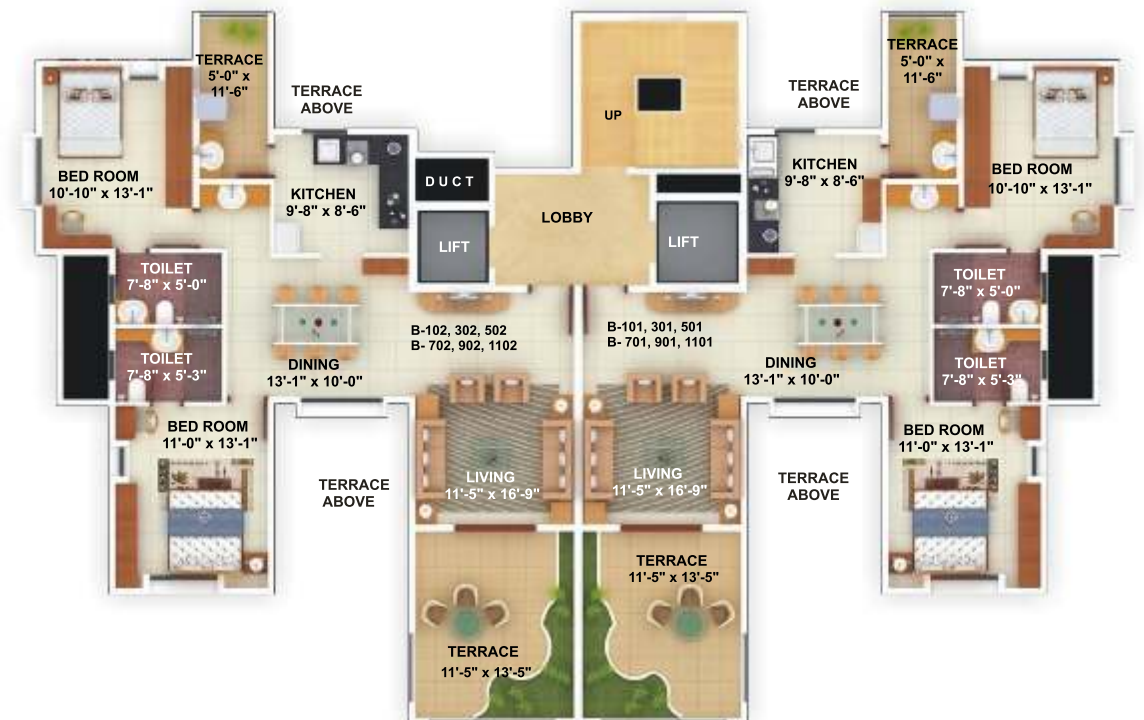 TERRACE
5'-0" x
11'-6"
TERRACE
ABOVE
BED ROOM
10'-10" x 13'-1"
KITCHEN
9'-8" x 8'-6"
DUCT
LIFT
LOBBY
UP
LIFT
TERRACE
ABOVE
KITCHEN
9'-8" x 8'-6"
TERRACE
5'-0" x
11'-6"
BED ROOM
10'-10" x 13'-1"
TOILET
7'-8" x 5'-0"
TOILET
7'-8" x 5'-3"
DINING
13'-1" x 10'-0"
B-102, 302, 502
B- 702, 902, 1102
B-101, 301, 501
B- 701, 901, 1101
DINING
13'-1" x 10'-0"
TOILET
7'-8" x 5'-0"
TOILET
7'-8" x 5'-3"
BED ROOM
11'-0" x 13'-1"
TERRACE
ABOVE
LIVING
11'-5" x 16'-9"
LIVING
11'-5" x 16'-9"
TERRACE
ABOVE
BED ROOM
11'-0" x 13'-1"
TERRACE
11'-5" x 13'-5"
TERRACE
11'-5" x 13'-5"